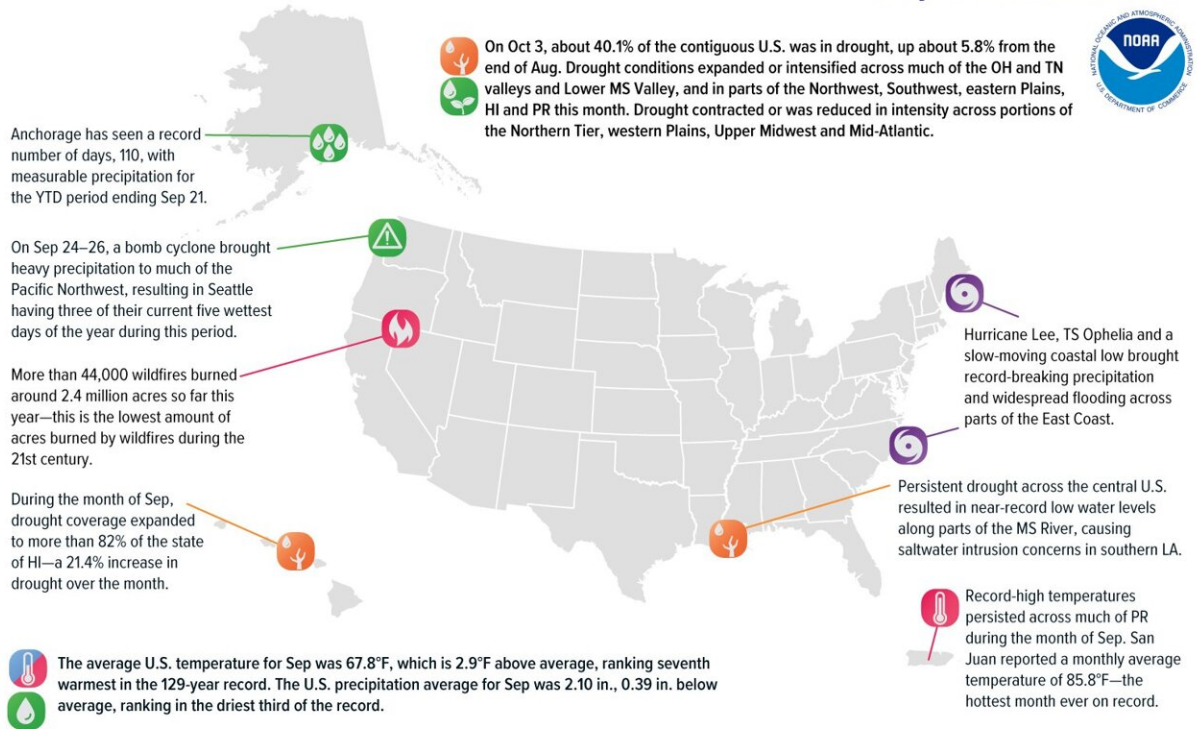 On Oct 3, about 40.1% of the contiguous U.S. was in drought, up about 5.8% from the
end of Aug. Drought conditions expanded or intensified across much of the OH and TN
valleys and Lower MS Valley, and in parts of the Northwest, Southwest, eastern Plains,
HI and PR this month. Drought contracted or was reduced in intensity across portions of
the Northern Tier, western Plains, Upper Midwest and Mid-Atlantic.
NATIONAL OCEANIC AND ATMOSPHERIC ADMINISTRATION
NOAA
U.S. DEPARTMENT OF COMMERCE
Anchorage has seen a record
number of days, 110, with
measurable precipitation for
the YTD period ending Sep 21.
On Sep 24–26, a bomb cyclone brought
heavy precipitation to much of the
Pacific Northwest, resulting in Seattle
having three of their current five wettest
days of the year during this period.
More than 44,000 wildfires burned
around 2.4 million acres so far this
year—this is the lowest amount of
acres burned by wildfires during the
21st century.
During the month of Sep,
drought coverage expanded
to more than 82% of the state
of HI—a 21.4% increase in
drought over the month.
Hurricane Lee, TS Ophelia and a
slow-moving coastal low brought
record-breaking precipitation
and widespread flooding across
parts of the East Coast.
Persistent drought across the central U.S.
resulted in near-record low water levels
along parts of the MS River, causing
saltwater intrusion concerns in southern LA.
Record-high temperatures
persisted across much of PR
during the month of Sep. San
Juan reported a monthly average
temperature of 85.8°F—the
hottest month ever on record.
The average U.S. temperature for Sep was 67.8°F, which is 2.9°F above average, ranking seventh
warmest in the 129-year record. The U.S. precipitation average for Sep was 2.10 in., 0.39 in. below
average, ranking in the driest third of the record.